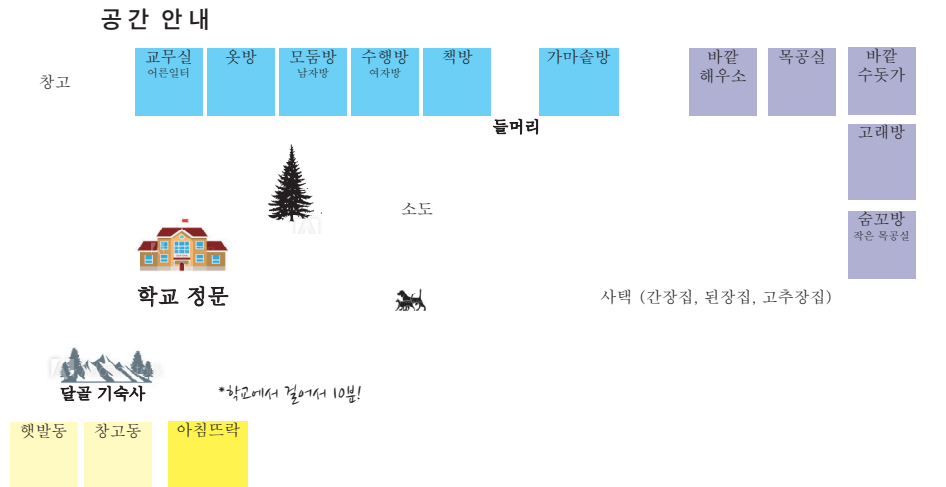 공간 안내
창고
교무실
어른일터
옷방
모둠방
남자방
수행방
여자방
책방
가마솥방
바깥
해우소
목공실
바깥
수돗가
들머리
고래방
소도
숨꼬방
작은 목공실
학교 정문
사택 (간장집, 된장집, 고추장집)
달골 기숙사
*학교에서 걸어서 10분!
햇발동
창고동
아침뜨락